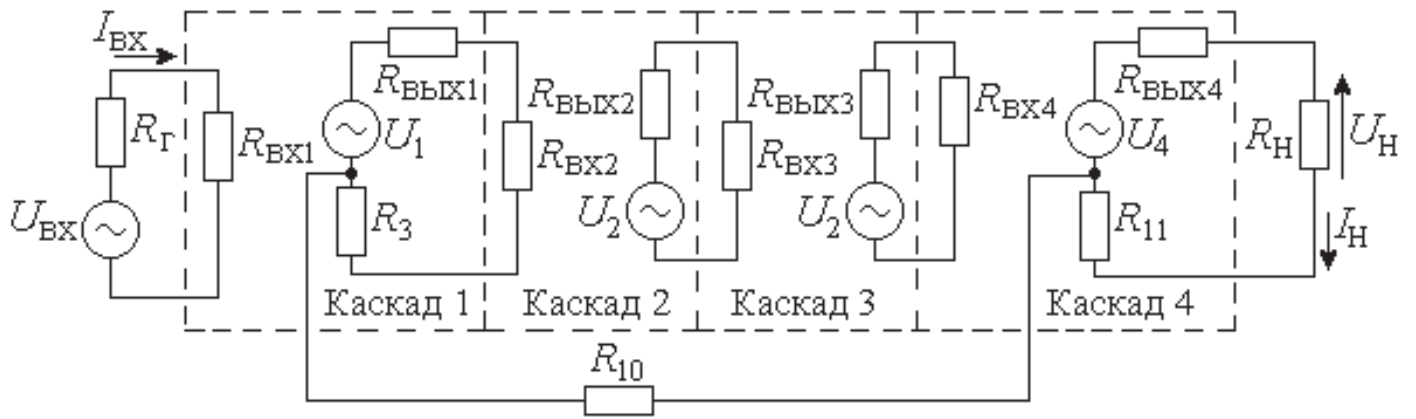 I_ВХ
R_Г
R_ВХ1
U_ВХ
R_ВЫХ1
U_1
R_3
R_ВХ2
R_ВЫХ2
U_2
R_ВХ3
R_ВЫХ3
U_2
R_ВХ4
R_ВЫХ4
U_4
R_11
R_Н
U_Н
I_Н
Каскад 1
Каскад 2
Каскад 3
Каскад 4
R_10